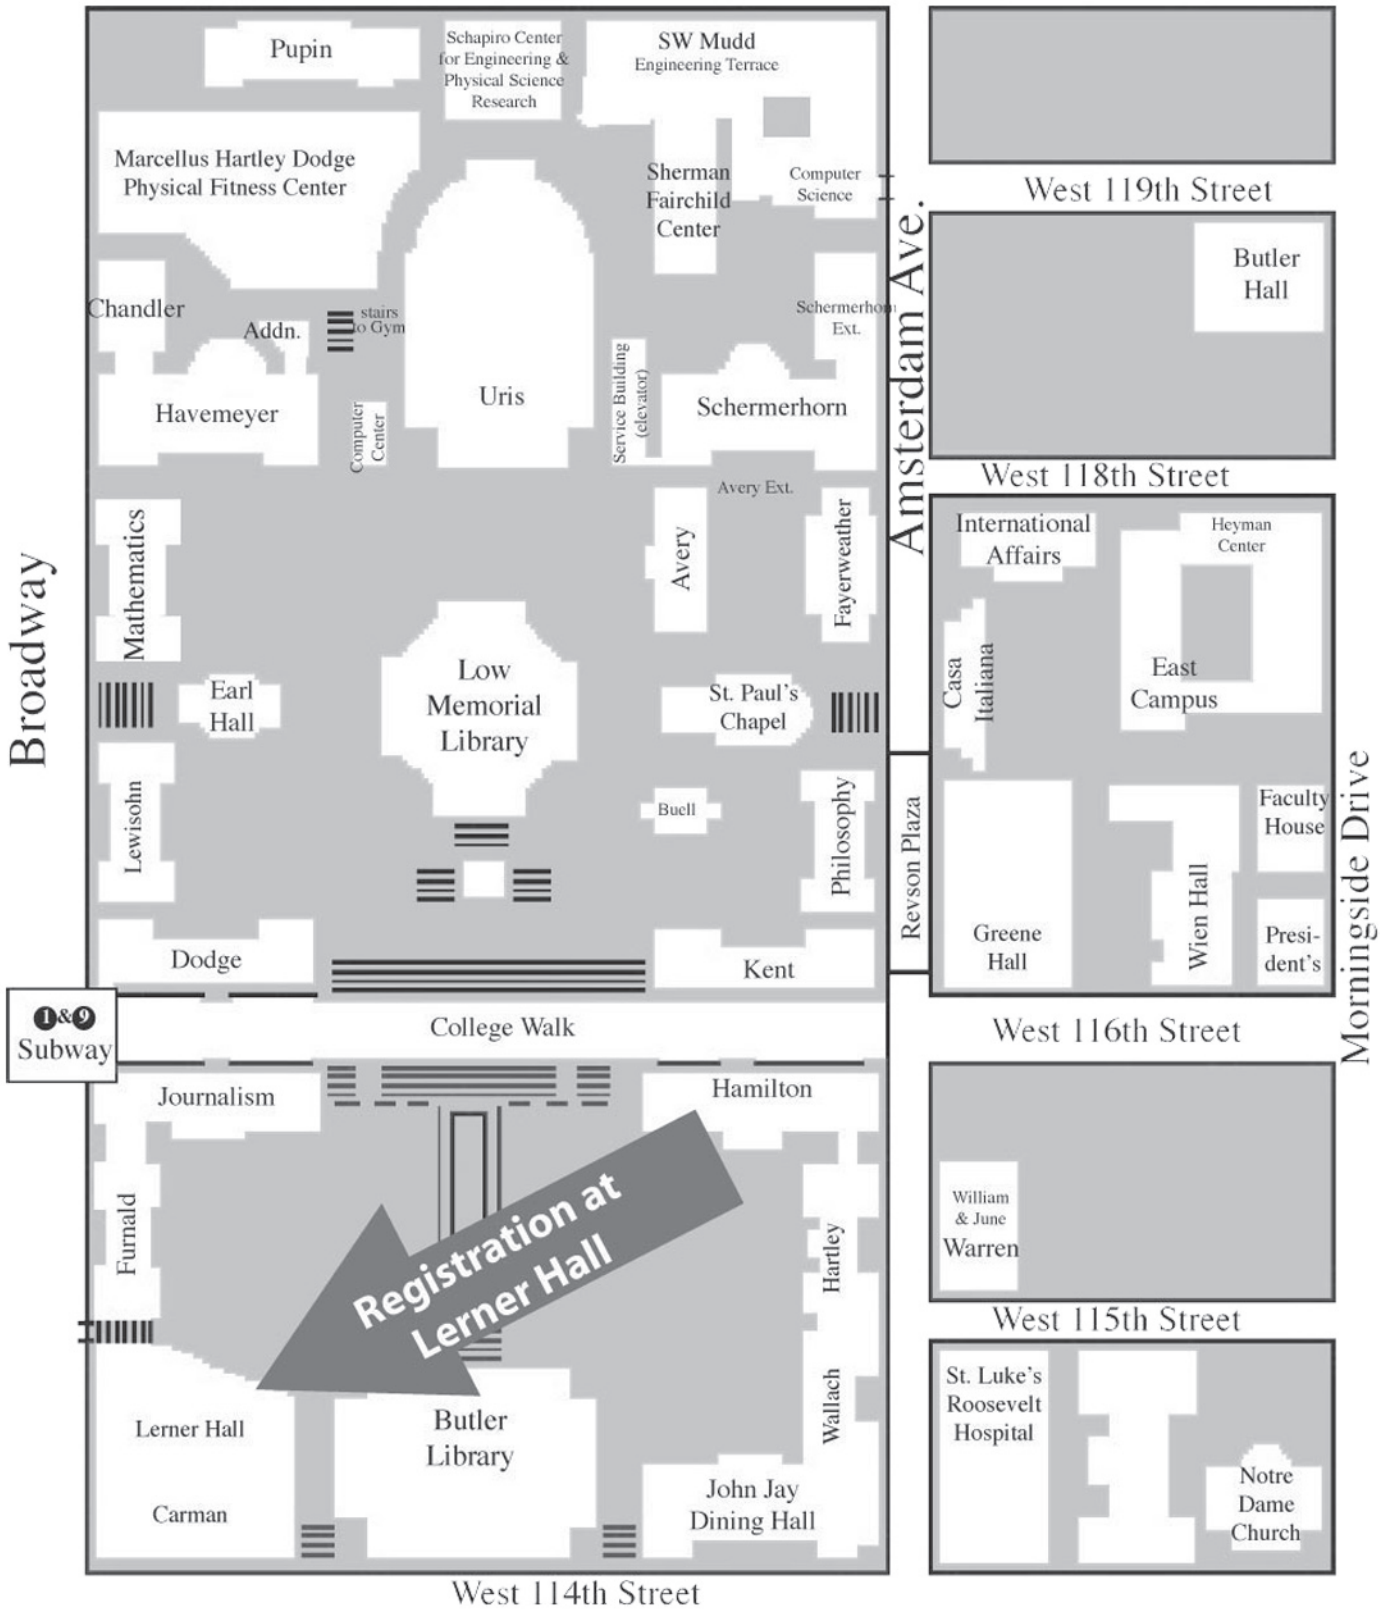 Pupin
Schapiro Center
for Engineering &
Physical Science
Research
SW Mudd
Engineering Terrace
Marcellus Hartley Dodge
Physical Fitness Center
Sherman
Fairchild
Center
Computer
Science
West 119th Street
Butler
Hall
Chandler
Addn.
stairs
to Gym
Schermerhorn
Ext.
Amsterdam Ave.
Havemeyer
Computer
Center
Uris
Service Building
(elevator)
Schermerhorn
West 118th Street
Avery Ext.
Broadway
Mathematics
Avery
Fayerweather
International
Affairs
Heyman
Center
Low
Memorial
Library
Earl
Hall
St. Paul's
Chapel
Casa
Italiana
East
Campus
Lewisohn
Buell
Philosophy
Revson Plaza
Greene
Hall
Wien Hall
Faculty
House
Presi-
dent's
Morningside Drive
Dodge
Kent
1&9
Subway
College Walk
West 116th Street
Journalism
Hamilton
Furnald
Registration at
Lerner Hall
Hartley
William
& June
Warren
West 115th Street
Lerner Hall
Carman
Butler
Library
Wallach
John Jay
Dining Hall
St. Luke's
Roosevelt
Hospital
Notre
Dame
Church
West 114th Street